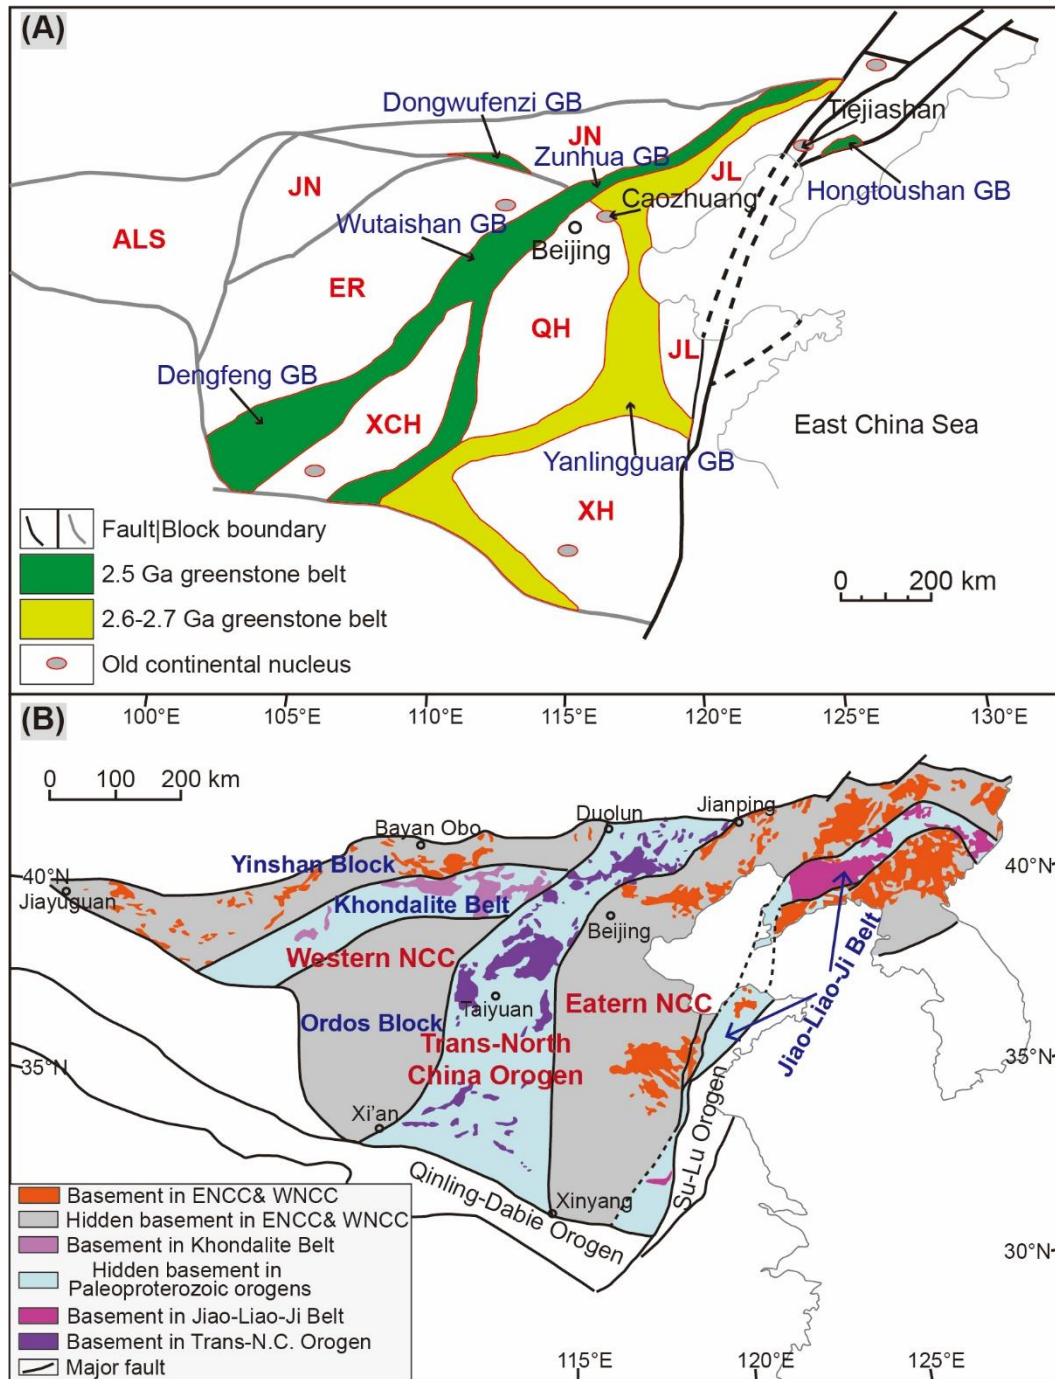 (A)
Dongwufenzi GB
JN
Tiejiashan
Zunhua GB
JN
JL
Hongtoushan GB
Caozhuang
Wutaishan GB
ALS
Beijing
ER
QH
JL
Dengfeng GB
XCH
East China Sea
Yanlingguan GB
XH
Fault|Block boundary
2.5 Ga greenstone belt
2.6-2.7 Ga greenstone belt
Old continental nucleus
0 200 km
(B)
100°E 105°E 110°E 115°E 120°E 125°E 130°E
0 100 200 km
Duolun
Jianping
Bayan Obo
Yinshan Block
40°N
40°N
Jiayuguan
Khondalite Belt
Beijing
Western NCC
Eatern NCC
Taiyuan
Ordos Block
Jiao-Liao-Ji Belt
Trans-North
China Orogen
35°N
35°N
Xi'an
Su-Lu Orogen
Qinling-Dabie Orogen
Xinyang
30°N
Basement in ENCC& WNCC
Hidden basement in ENCC& WNCC
Basement in Khondalite Belt
Hidden basement in
Paleoproterozoic orogens
Basement in Jiao-Liao-Ji Belt
Basement in Trans-N.C. Orogen
Major fault
115°E 120°E 125°E